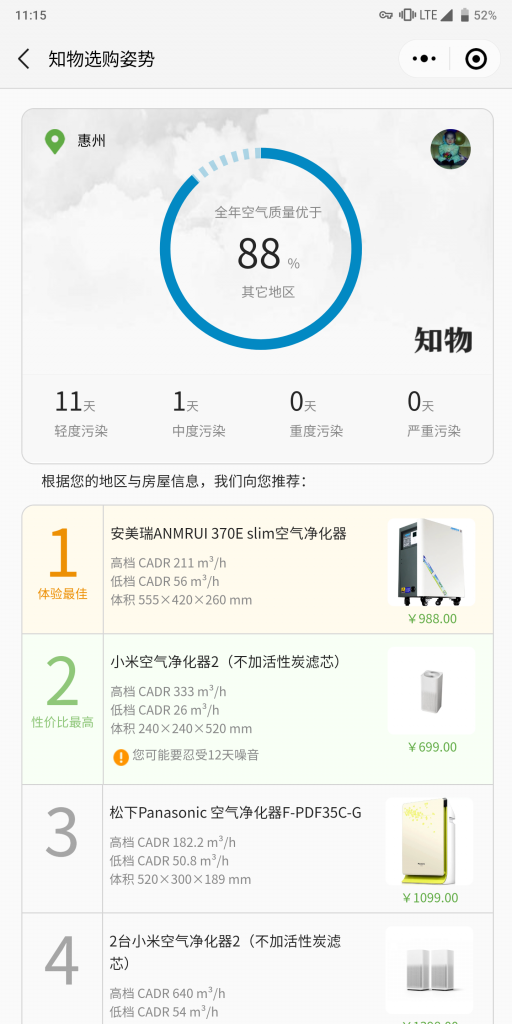 11:15
LTE
52%
知物选购姿势
惠州
全年空气质量优于
88 %
其它地区
知物
11天
1天
0天
0天
轻度污染
中度污染
重度污染
严重污染
根据您的地区与房屋信息，我们向您推荐：
1
体验最佳
安美瑞ANMRUI 370E slim空气净化器
高档 CADR 211 m³/h
低档 CADR 56 m³/h
体积 555×420×260 mm
￥988.00
2
性价比最高
小米空气净化器2（不加活性炭滤芯）
高档 CADR 333 m³/h
低档 CADR 26 m³/h
体积 240×240×520 mm
您可能要忍受12天噪音
￥699.00
3
松下Panasonic 空气净化器F-PDF35C-G
高档 CADR 182.2 m³/h
低档 CADR 50.8 m³/h
体积 520×300×189 mm
￥1099.00
4
2台小米空气净化器2（不加活性炭滤
芯）
高档 CADR 640 m³/h
低档 CADR 54 m³/h